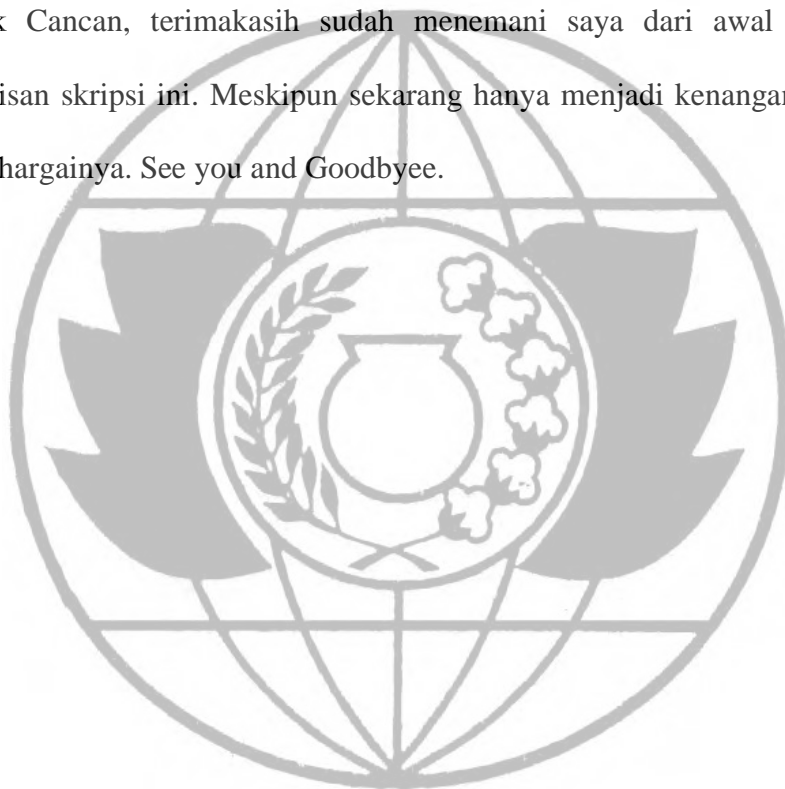 k Cancan, terimakasih sudah menemani saya dari awal
isan skripsi ini. Meskipun sekarang hanya menjadi kenangan
hargainya. See you and Goodbyee.